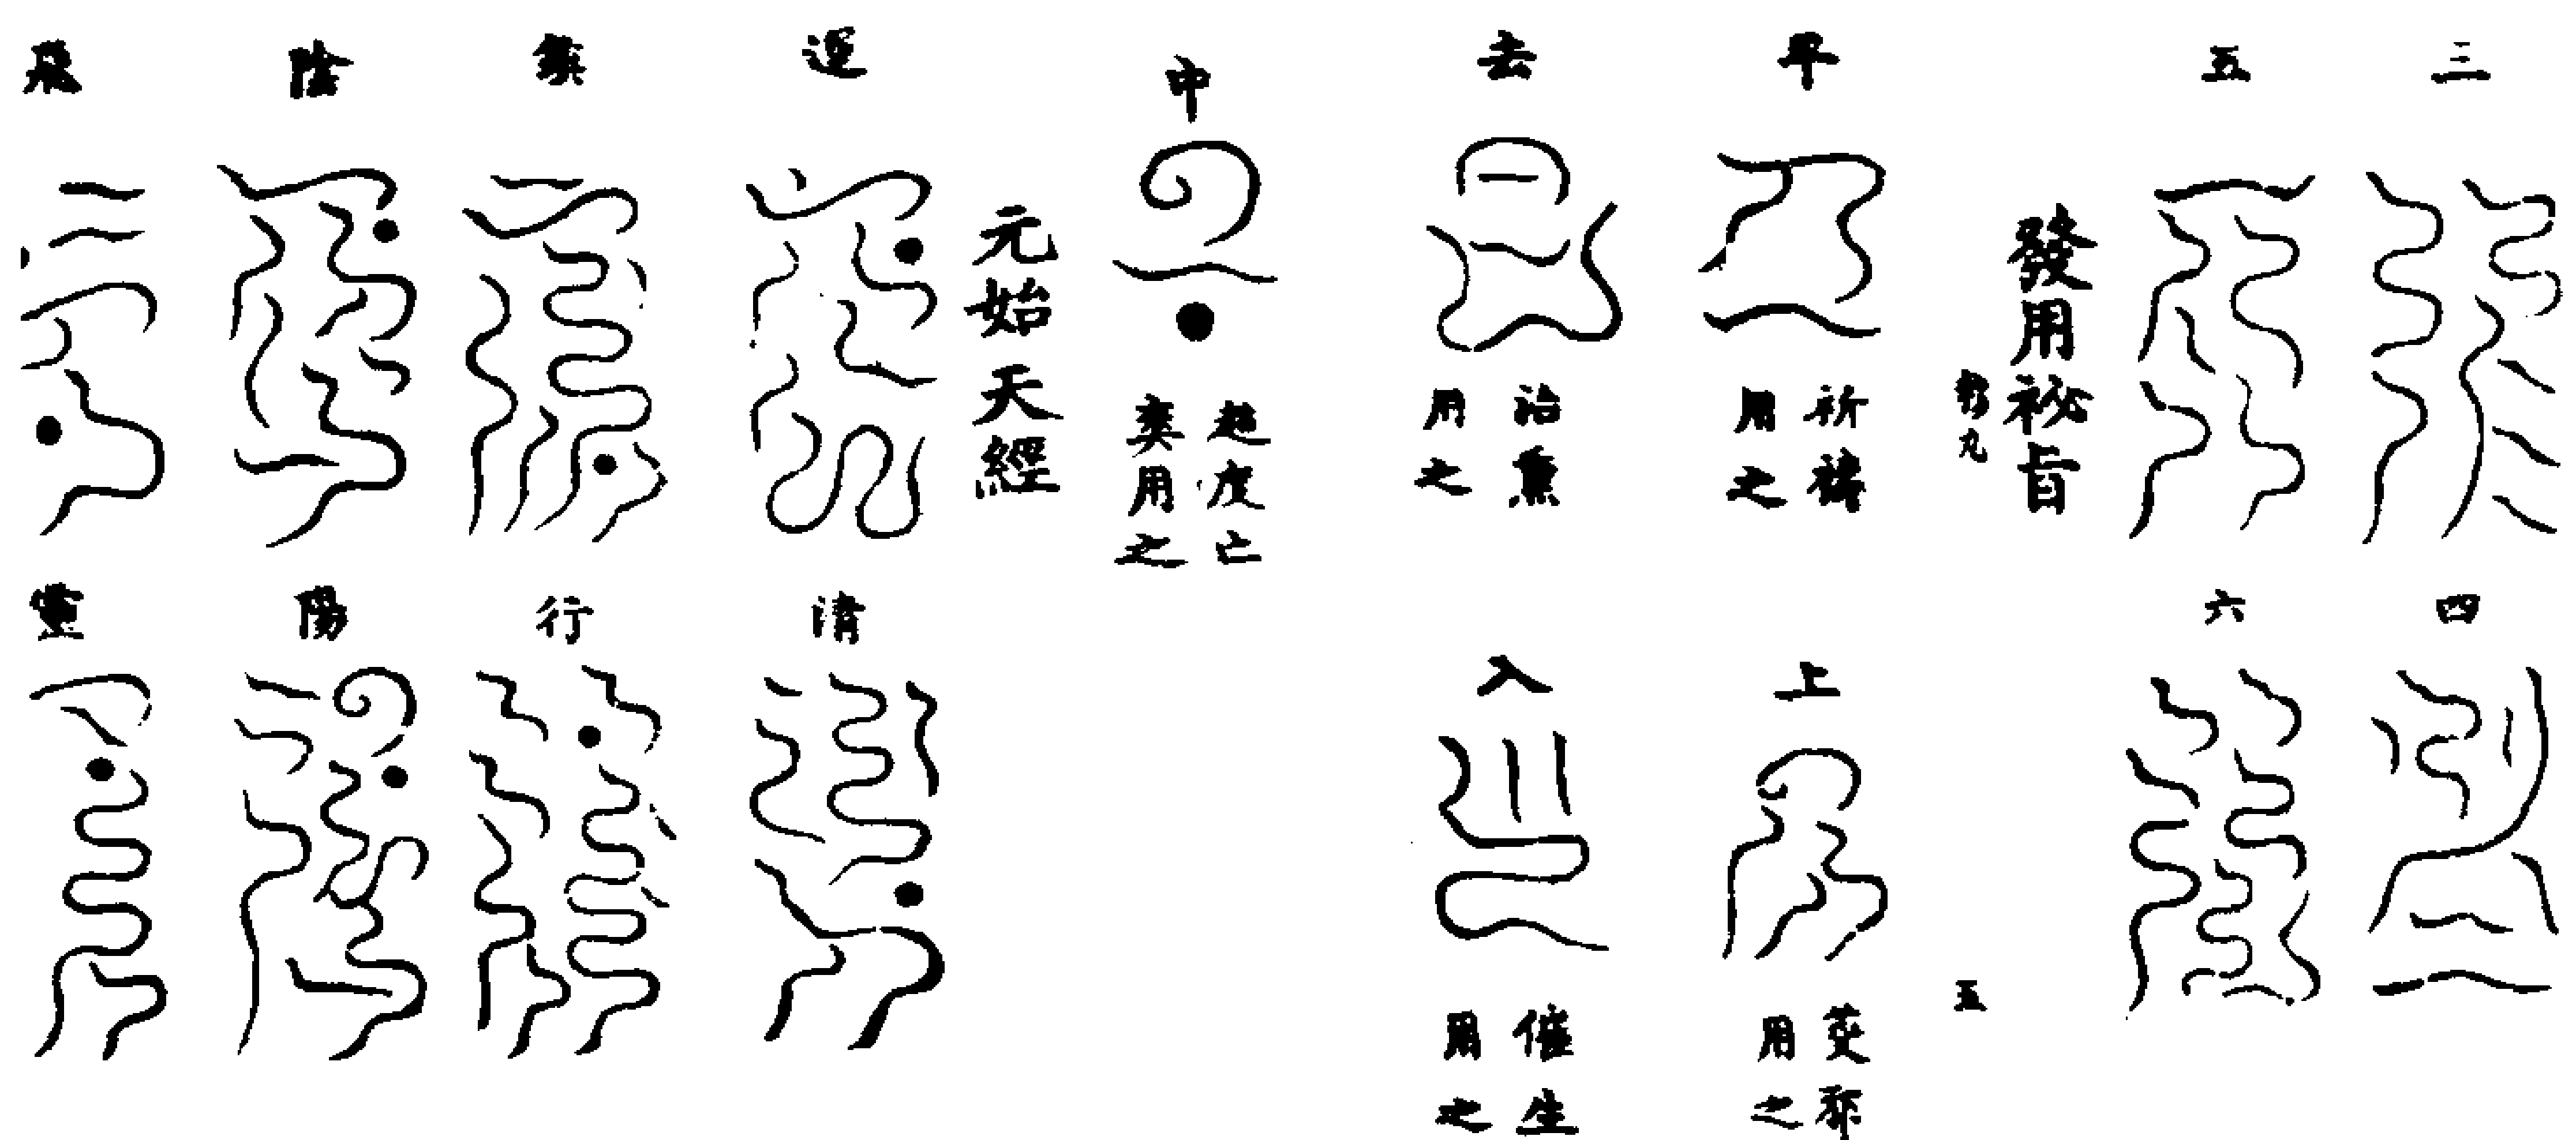 三
四
五
六
發用祕旨
五
平
祈禱
用之
上
用之
去
治
用之
入
催生
用之
中
超度亡
爽用之
元始天經
運
清
鎮
行
陰
陽
飛
靈